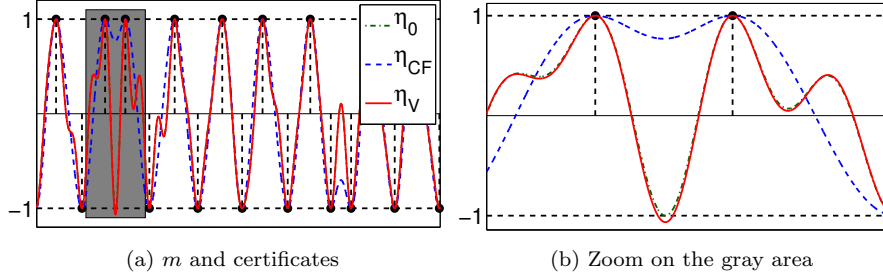 1
−1
η0
ηCF
ηV
1
−1
(a) m and certificates
(b) Zoom on the gray area